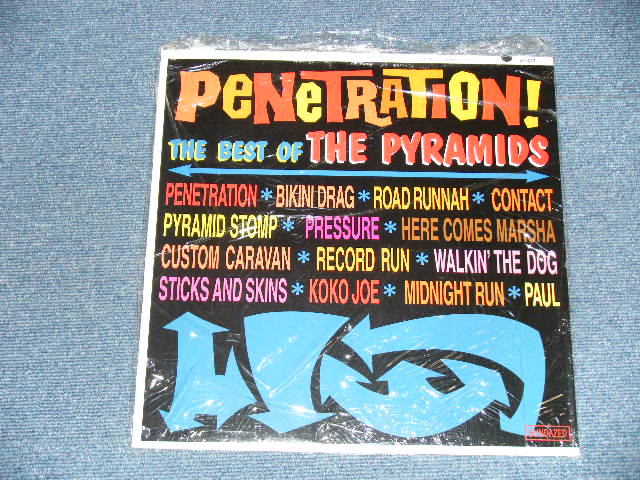 PENETRATION!
THE BEST OF THE PYRAMIDS
PENETRATION * BIKINI DRAG * ROAD RUNNAH * CONTACT
PYRAMID STOMP * PRESSURE * HERE COMES MARSHA
CUSTOM CARAVAN * RECORD RUN * WALKIN' THE DOG
STICKS AND SKINS * KOKO JOE * MIDNIGHT RUN * PAUL
SUNDAZED